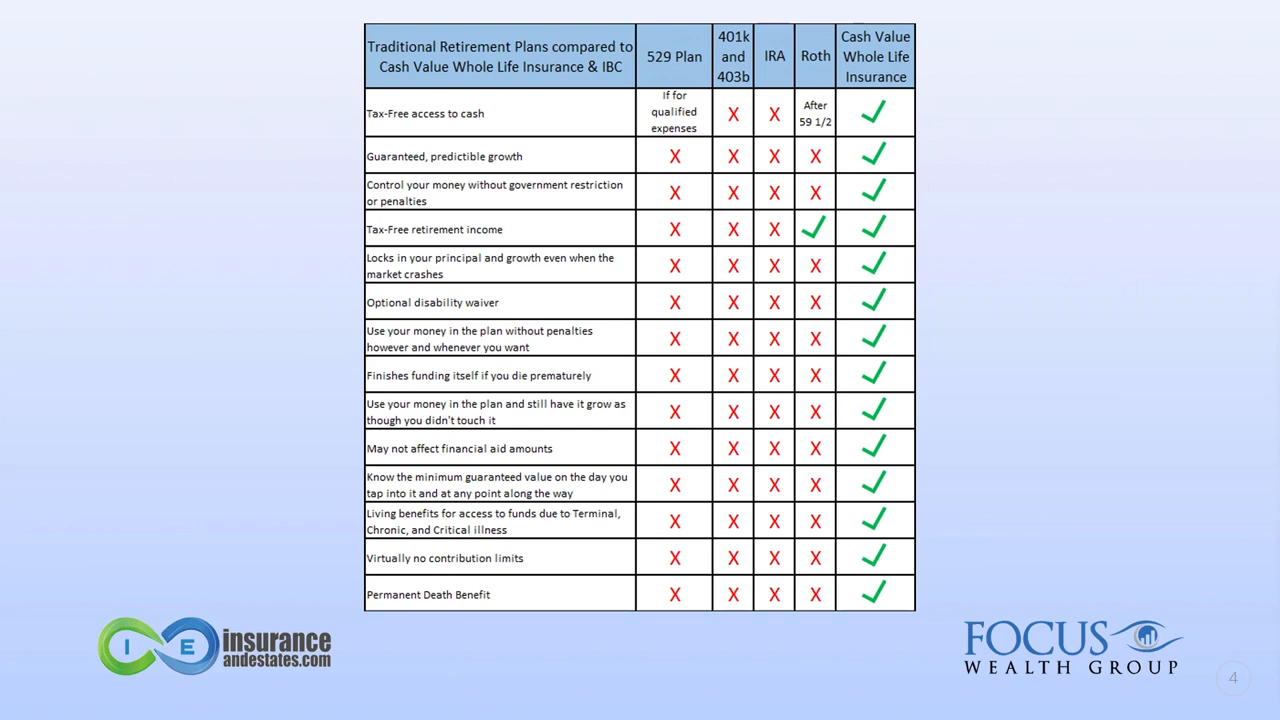 Traditional Retirement Plans compared to
Cash Value Whole Life Insurance & IBC
529 Plan
401k
and
403b
IRA
Roth
Cash Value
Whole Life
Insurance
Tax-Free access to cash
If for
qualified
expenses
X
X
After
59 1/2
Guaranteed, predictible growth
X
X
X
X
Control your money without government restriction
or penalties
X
X
X
X
Tax-Free retirement income
X
X
X
Locks in your principal and growth even when the
market crashes
X
X
X
X
Optional disability waiver
X
X
X
X
Use your money in the plan without penalties
however and whenever you want
X
X
X
X
Finishes funding itself if you die prematurely
X
X
X
X
Use your money in the plan and still have it grow as
though you didn't touch it
X
X
X
X
May not affect financial aid amounts
X
X
X
X
Know the minimum guaranteed value on the day you
tap into it and at any point along the way
X
X
X
X
Living benefits for access to funds due to Terminal,
Chronic, and Critical illness
X
X
X
X
Virtually no contribution limits
X
X
X
X
Permanent Death Benefit
X
X
X
X
I E
insurance
andestates.com
FOCUS
WEALTH GROUP
4